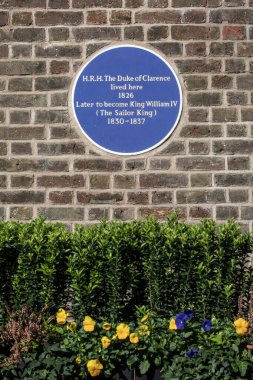 H.R.H. The Duke of Clarence
lived here
1826
Later to become King William IV
(The Sailor King)
1830-1837